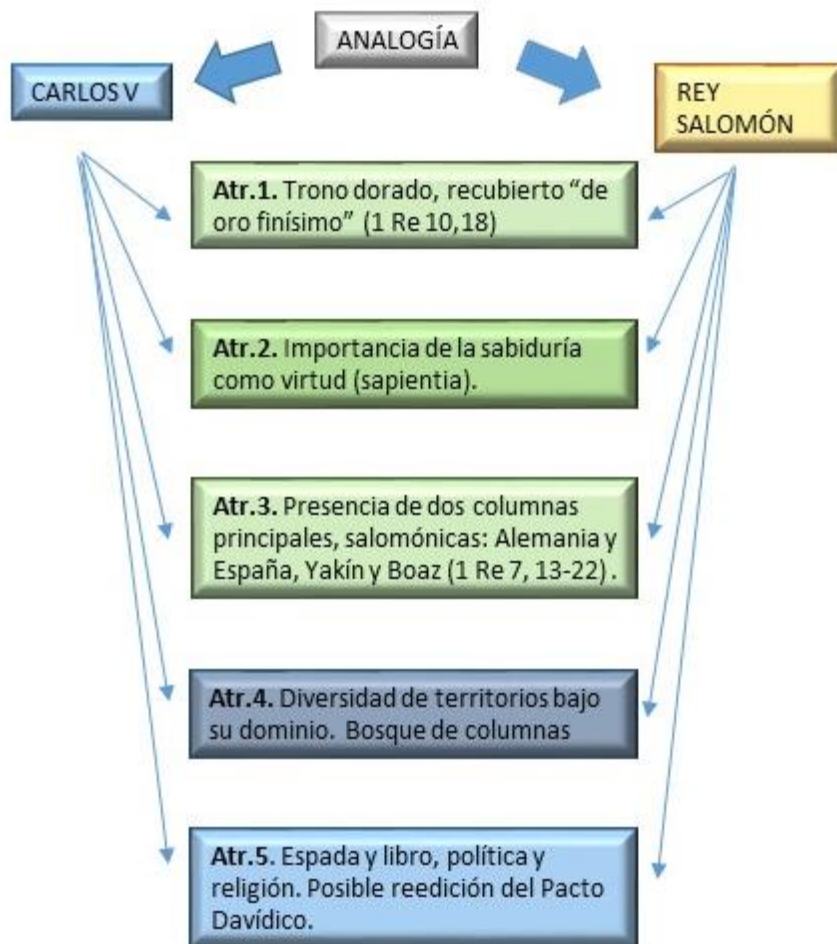 ANALOGÍA
CARLOS V
REY
SALOMÓN
Atr.1. Trono dorado, recubierto “de
oro finísimo” (1 Re 10,18)
Atr.2. Importancia de la sabiduría
como virtud (sapientia).
Atr.3. Presencia de dos columnas
principales, salomónicas: Alemania y
España, Yakín y Boaz (1 Re 7, 13-22) .
Atr.4. Diversidad de territorios bajo
su dominio. Bosque de columnas
Atr.5. Espada y libro, política y
religión. Posible reedición del Pacto
Davídico.